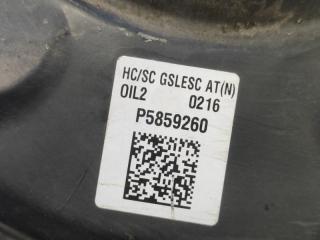 HC/SC GSLESC AT(N)
OIL2 0216
P5859260